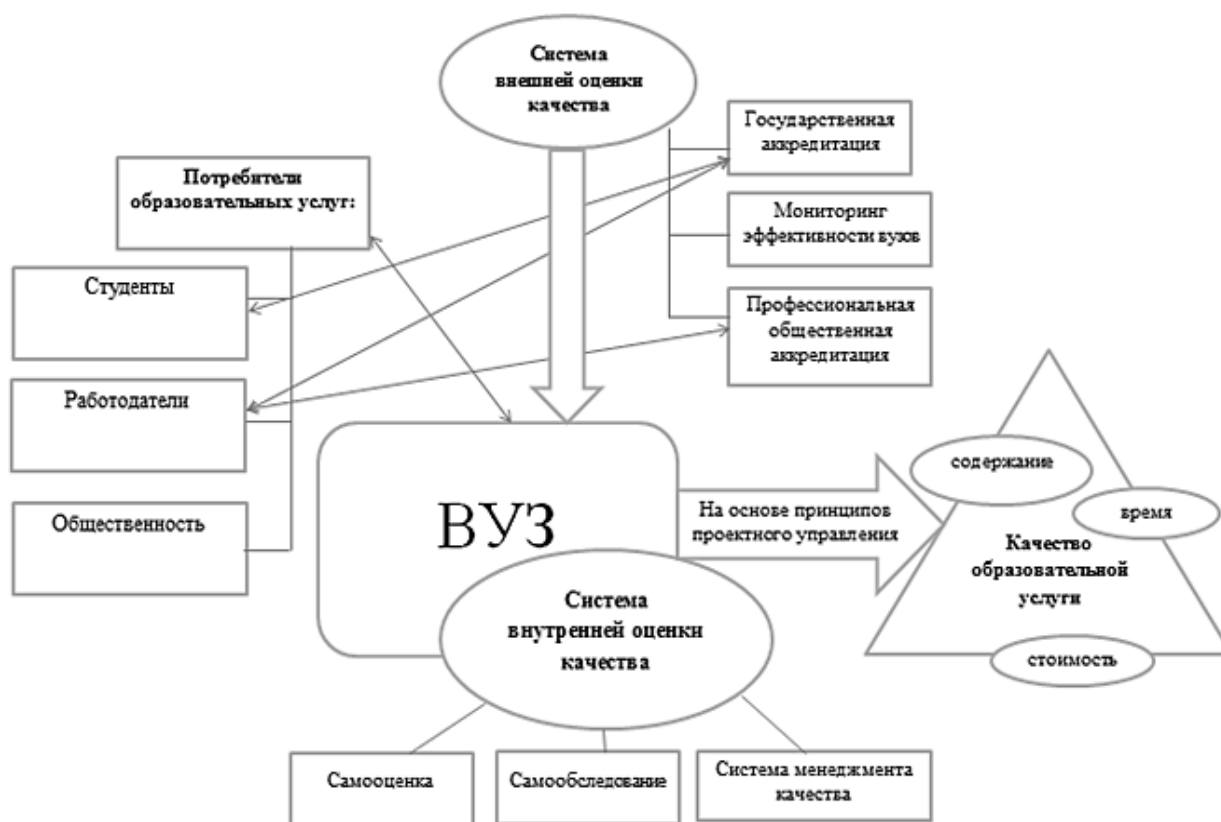 Система
внешней оценки
качества
Государственная
аккредитация
Потребители
образовательных услуг:
Мониторинг
эффективности вузов
Студенты
Профессиональная
общественная
аккредитация
Работодатели
Общественность
ВУЗ
На основе принципов
проектного управления
содержание
время
Качество
образовательной
услуги
стоимость
Система
внутренней оценки
качества
Самооценка
Самообследование
Система менеджмента
качества